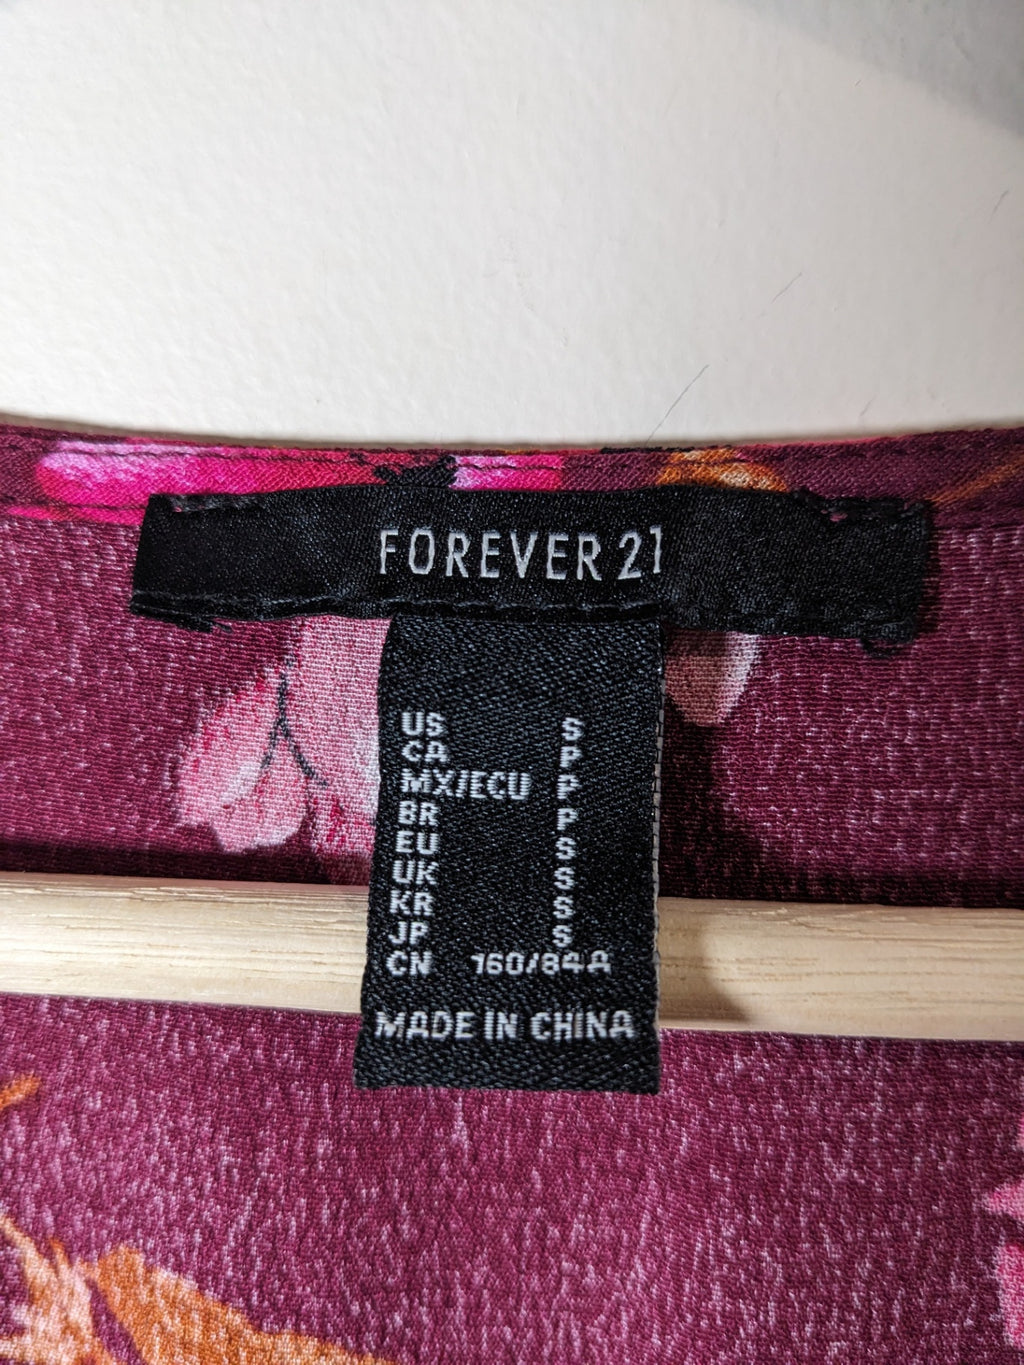 FOREVER 21
US S
CA P
MX/ECU P
BR P
EU S
UK S
KR S
JP S
CN 160/84A
MADE IN CHINA